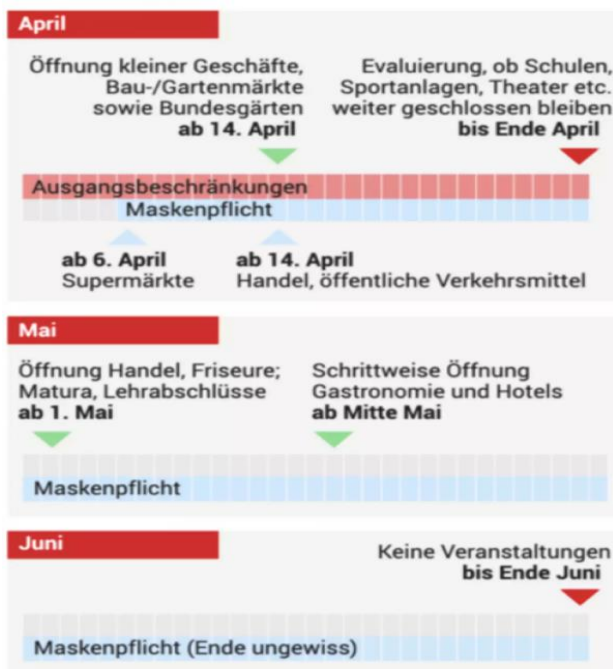 April
Öffnung kleiner Geschäfte,
Bau-/Gartenmärkte
sowie Bundesgärten
ab 14. April
Evaluierung, ob Schulen,
Sportanlagen, Theater etc.
weiter geschlossen bleiben
bis Ende April
Ausgangsbeschränkungen
Maskenpflicht
ab 6. April
Supermärkte
ab 14. April
Handel, öffentliche Verkehrsmittel
Mai
Öffnung Handel, Friseure;
Matura, Lehrabschlüsse
ab 1. Mai
Schrittweise Öffnung
Gastronomie und Hotels
ab Mitte Mai
Maskenpflicht
Juni
Keine Veranstaltungen
bis Ende Juni
Maskenpflicht (Ende ungewiss)